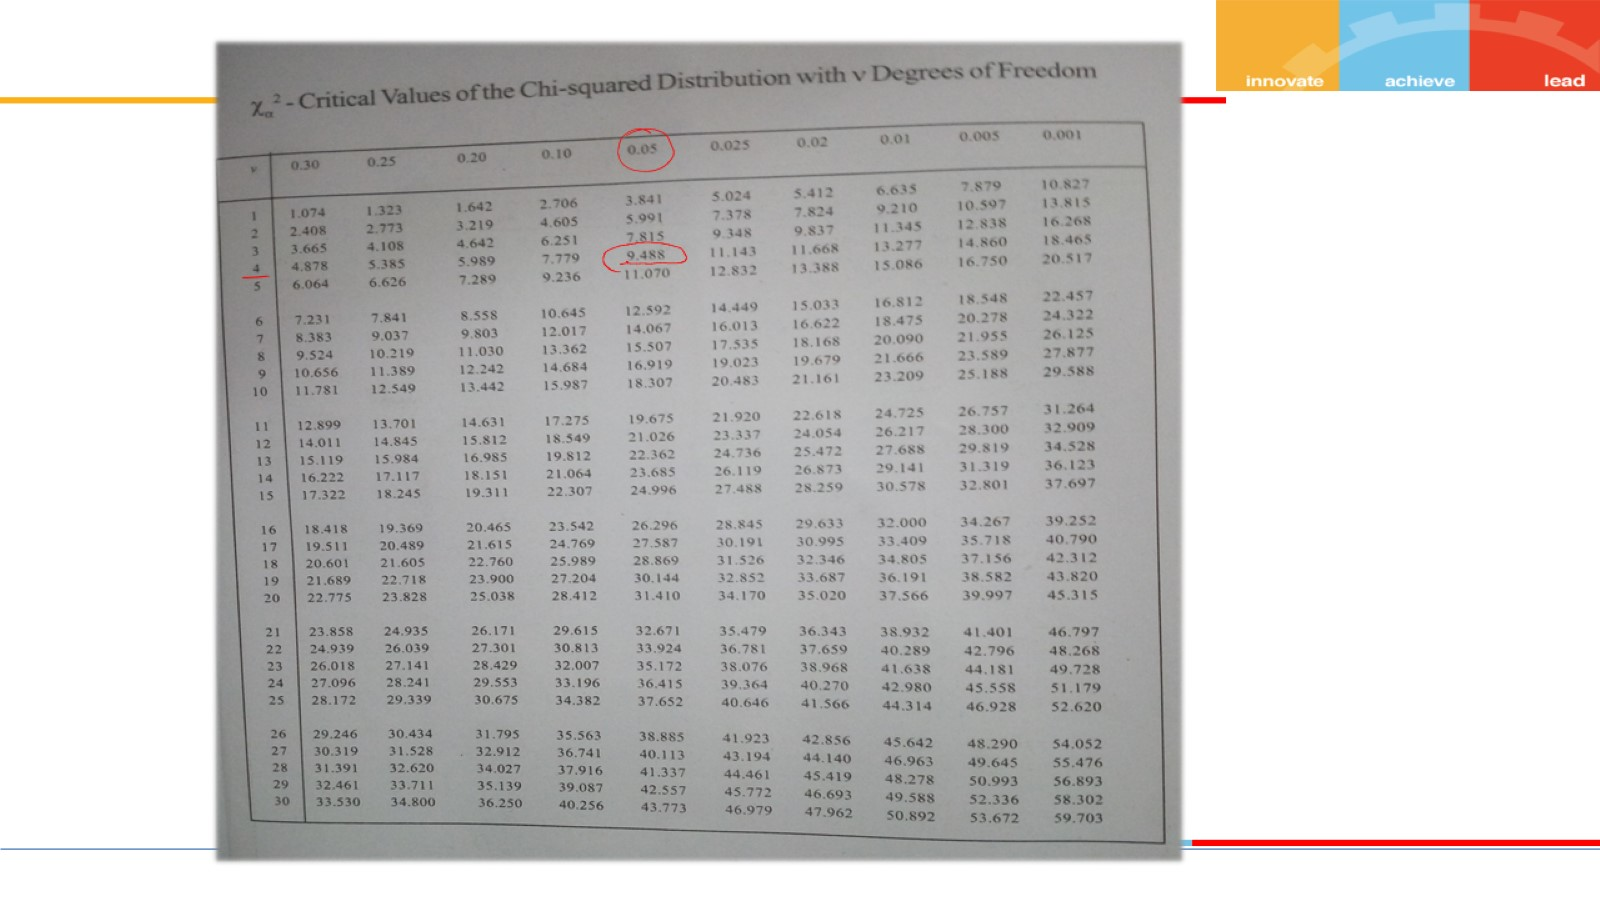 innovate achieve lead
χα² - Critical Values of the Chi-squared Distribution with ν Degrees of Freedom
ν 0.30 0.25 0.20 0.10 0.05 0.025 0.02 0.01 0.005 0.001
1 1.074 1.323 1.642 2.706 3.841 5.024 5.412 6.635 7.879 10.827
2 2.408 2.773 3.219 4.605 5.991 7.378 7.824 9.210 10.597 13.815
3 3.665 4.108 4.642 6.251 7.815 9.348 9.837 11.345 12.838 16.268
4 4.878 5.385 5.989 7.779 9.488 11.143 11.668 13.277 14.860 18.465
5 6.064 6.626 7.289 9.236 11.070 12.832 13.388 15.086 16.750 20.517
6 7.231 7.841 8.558 10.645 12.592 14.449 15.033 16.812 18.548 22.457
7 8.383 9.037 9.803 12.017 14.067 16.013 16.622 18.475 20.278 24.322
8 9.524 10.219 11.030 13.362 15.507 17.535 18.168 20.090 21.955 26.125
9 10.656 11.389 12.242 14.684 16.919 19.023 19.679 21.666 23.589 27.877
10 11.781 12.549 13.442 15.987 18.307 20.483 21.161 23.209 25.188 29.588
11 12.899 13.701 14.631 17.275 19.675 21.920 22.618 24.725 26.757 31.264
12 14.011 14.845 15.812 18.549 21.026 23.337 24.054 26.217 28.300 32.909
13 15.119 15.984 16.985 19.812 22.362 24.736 25.472 27.688 29.819 34.528
14 16.222 17.117 18.151 21.064 23.685 26.119 26.873 29.141 31.319 36.123
15 17.322 18.245 19.311 22.307 24.996 27.488 28.259 30.578 32.801 37.697
16 18.418 19.369 20.465 23.542 26.296 28.845 29.633 32.000 34.267 39.252
17 19.511 20.489 21.615 24.769 27.587 30.191 30.995 33.409 35.718 40.790
18 20.601 21.605 22.760 25.989 28.869 31.526 32.346 34.805 37.156 42.312
19 21.689 22.718 23.900 27.204 30.144 32.852 33.687 36.191 38.582 43.820
20 22.775 23.828 25.038 28.412 31.410 34.170 35.020 37.566 39.997 45.315
21 23.858 24.935 26.171 29.615 32.671 35.479 36.343 38.932 41.401 46.797
22 24.939 26.039 27.301 30.813 33.924 36.781 37.659 40.289 42.796 48.268
23 26.018 27.141 28.429 32.007 35.172 38.076 38.968 41.638 44.181 49.728
24 27.096 28.241 29.553 33.196 36.415 39.364 40.270 42.980 45.558 51.179
25 28.172 29.339 30.675 34.382 37.652 40.646 41.566 44.314 46.928 52.620
26 29.246 30.434 31.795 35.563 38.885 41.923 42.856 45.642 48.290 54.052
27 30.319 31.528 32.912 36.741 40.113 43.194 44.140 46.963 49.645 55.476
28 31.391 32.620 34.027 37.916 41.337 44.461 45.419 48.278 50.993 56.893
29 32.461 33.711 35.139 39.087 42.557 45.772 46.693 49.588 52.336 58.302
30 33.530 34.800 36.250 40.256 43.773 46.979 47.962 50.892 53.672 59.703